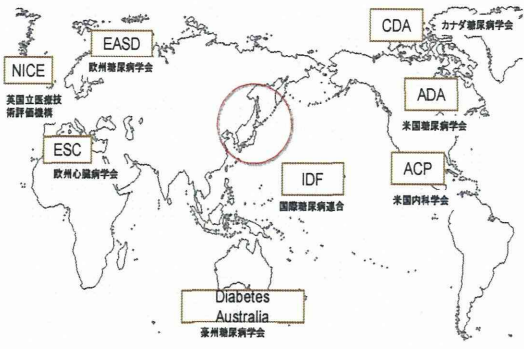 CDA
カナダ糖尿病学会
EASD
欧州糖尿病学会
NICE
英国立医療技
術評価機構
ADA
米国糖尿病学会
ESC
欧州心臓病学会
IDF
国際糖尿病連合
ACP
米国内科学会
Diabetes
Australia
豪州糖尿病学会